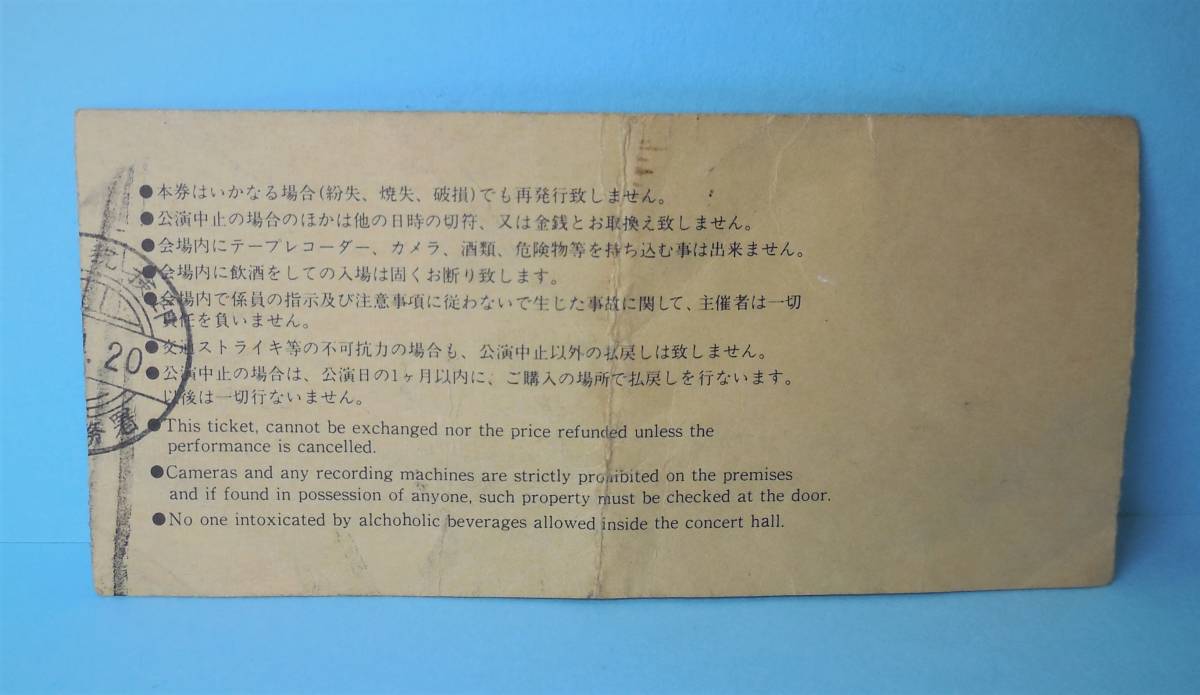 ●本券はいかなる場合(紛失、焼失、破損)でも再発行致しません。
●公演中止の場合のほかは他の日時の切符、又は金銭とお取換え致しません。
●会場内にテープレコーダー、カメラ、酒類、危険物等を持ち込む事は出来ません。
●会場内に飲酒をしての入場は固くお断り致します。
●会場内で係員の指示及び注意事項に従わないで生じた事故に関して、主催者は一切
責任を負いません。
●交通ストライキ等の不可抗力の場合も、公演中止以外の払戻しは致しません。
●公演中止の場合は、公演日の1ヶ月以内に、ご購入の場所で払戻しを行ないます。
以後は一切行ないません。
●This ticket, cannot be exchanged nor the price refunded unless the
performance is cancelled.
●Cameras and any recording machines are strictly prohibited on the premises
and if found in possession of anyone, such property must be checked at the door.
●No one intoxicated by alchoholic beverages allowed inside the concert hall.
20